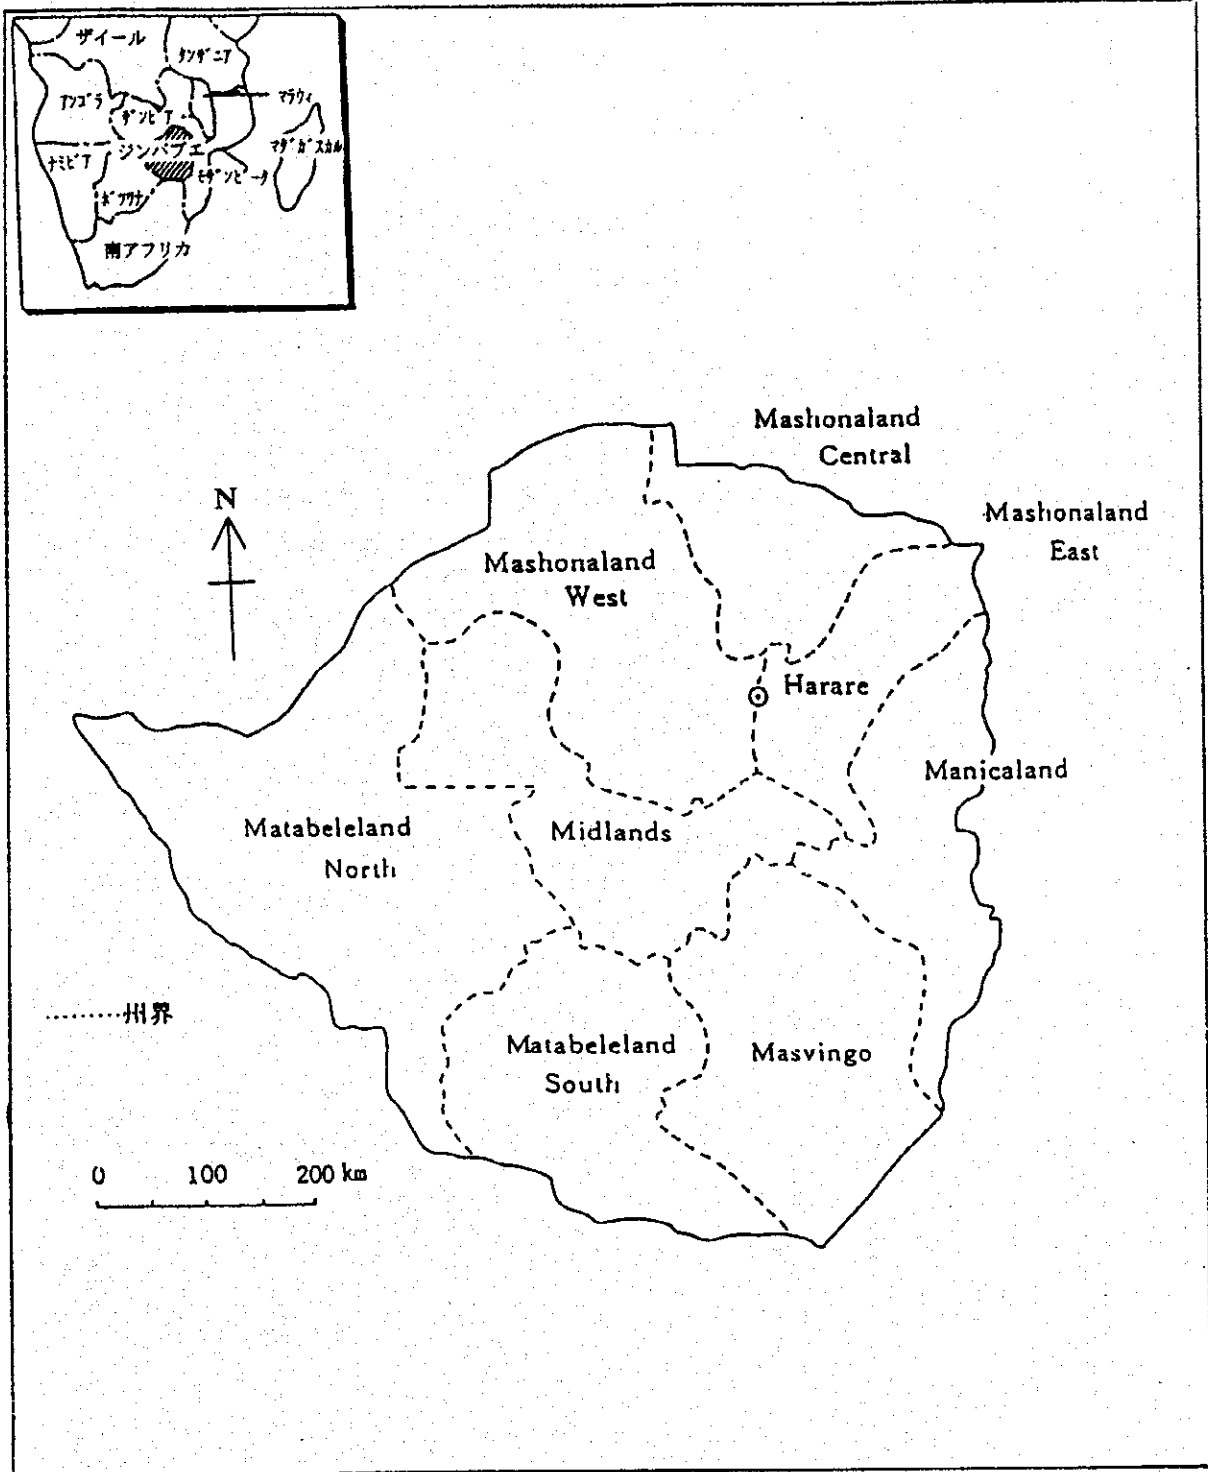 ザイール
タンザニア
アンゴラ
マラウィ
ザンビア
ナミビア
ジンバブエ
マダガスカル
モザンビーク
ボツワナ
南アフリカ
Mashonaland
Central
N
Mashonaland
East
Mashonaland
West
Harare
Manicaland
Matabeleland
North
Midlands
州界
Matabeleland
South
Masvingo
0 100 200 km